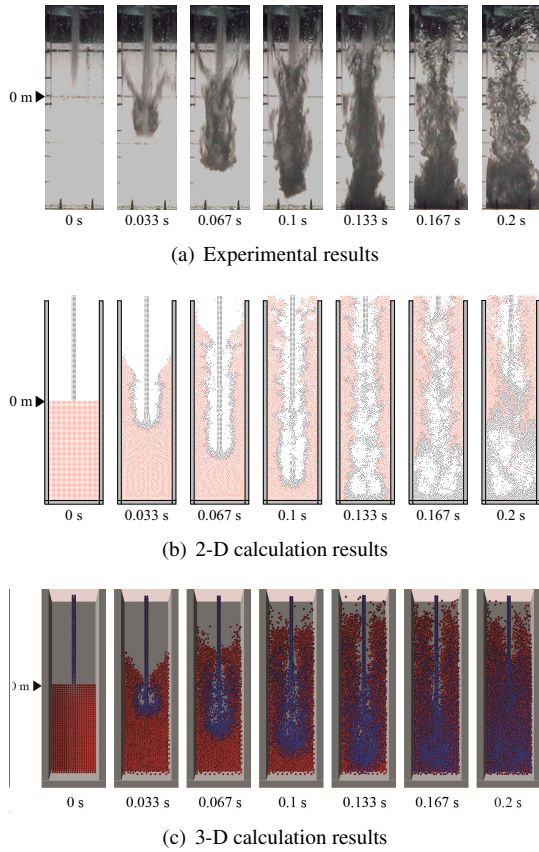 0 m
0 s 0.033 s 0.067 s 0.1 s 0.133 s 0.167 s 0.2 s
(a) Experimental results
0 m
0 s 0.033 s 0.067 s 0.1 s 0.133 s 0.167 s 0.2 s
(b) 2-D calculation results
0 m
0 s 0.033 s 0.067 s 0.1 s 0.133 s 0.167 s 0.2 s
(c) 3-D calculation results